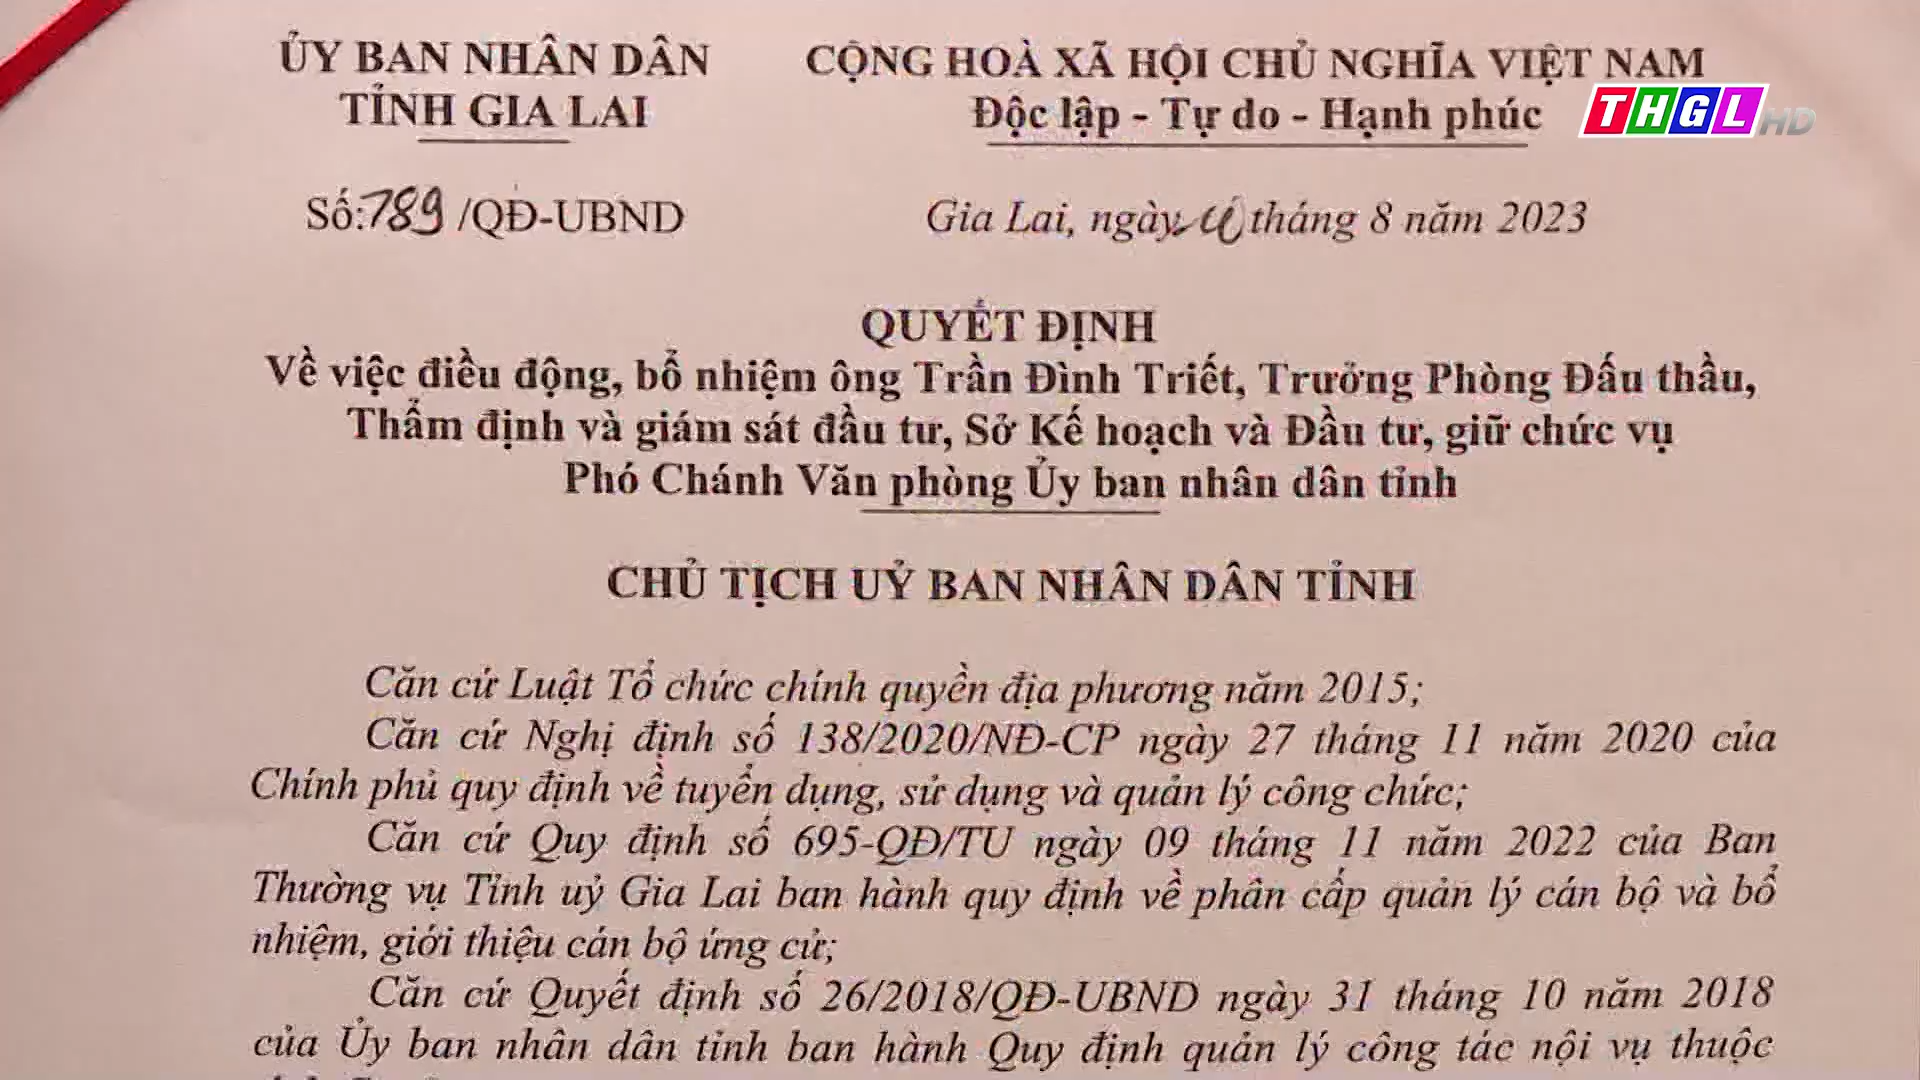 ỦY BAN NHÂN DÂN
TỈNH GIA LAI
CỘNG HOÀ XÃ HỘI CHỦ NGHĨA VIỆT NAM
Độc lập - Tự do - Hạnh phúc
THGL HD
Số: 789 /QĐ-UBND
Gia Lai, ngày tháng 8 năm 2023
QUYẾT ĐỊNH
Về việc điều động, bổ nhiệm ông Trần Đình Triết, Trưởng Phòng Đấu thầu,
Thẩm định và giám sát đầu tư, Sở Kế hoạch và Đầu tư, giữ chức vụ
Phó Chánh Văn phòng Ủy ban nhân dân tỉnh
CHỦ TỊCH UỶ BAN NHÂN DÂN TỈNH
Căn cứ Luật Tổ chức chính quyền địa phương năm 2015;
Căn cứ Nghị định số 138/2020/NĐ-CP ngày 27 tháng 11 năm 2020 của
Chính phủ quy định về tuyển dụng, sử dụng và quản lý công chức;
Căn cứ Quy định số 695-QĐ/TU ngày 09 tháng 11 năm 2022 của Ban
Thường vụ Tỉnh uỷ Gia Lai ban hành quy định về phân cấp quản lý cán bộ và bổ
nhiệm, giới thiệu cán bộ ứng cử;
Căn cứ Quyết định số 26/2018/QĐ-UBND ngày 31 tháng 10 năm 2018
của Ủy ban nhân dân tỉnh ban hành Quy định quản lý công tác nội vụ thuộc